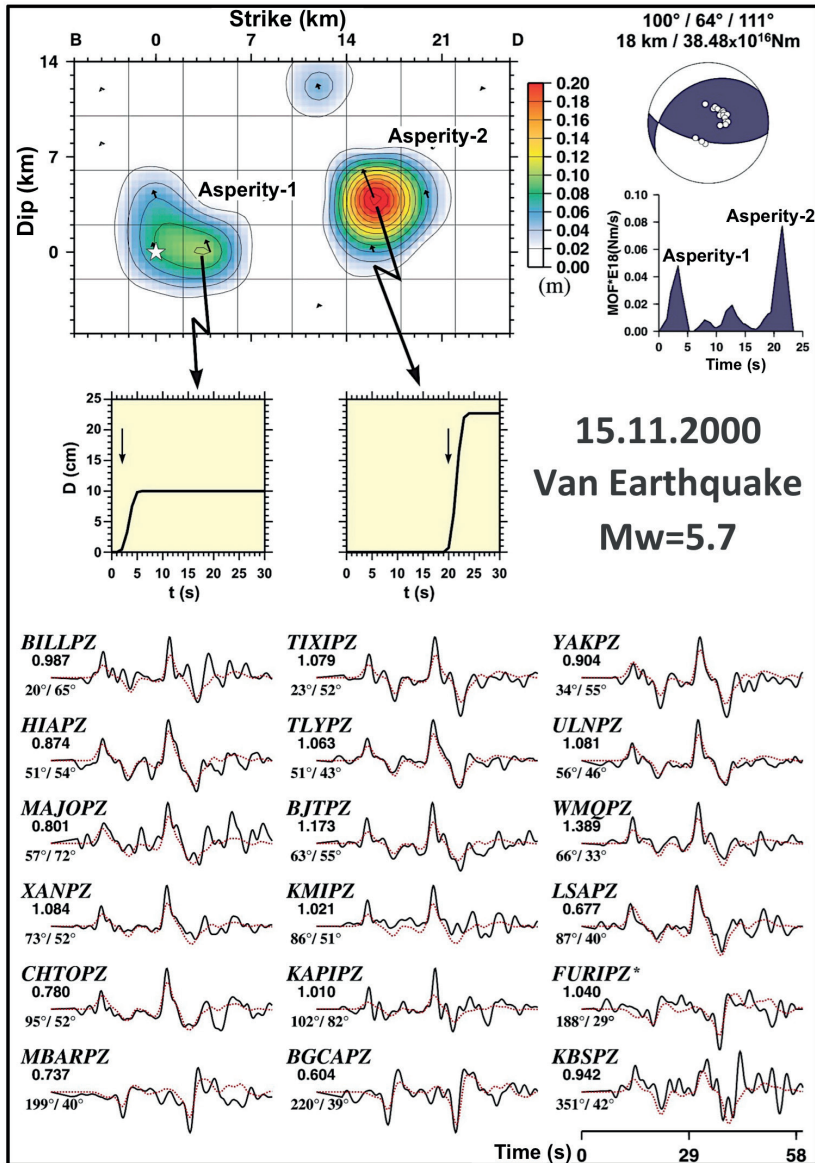 Strike (km)
B 0 7 14 21 D
Dip (km)
14
7
0
Asperity-1
Asperity-2
0.20
0.18
0.16
0.14
0.12
0.10
0.08
0.06
0.04
0.02
0.00
(m)
100° / 64° / 111°
18 km / 38.48x10¹⁶Nm
MOF*E18(Nm/s)
0.10
0.08
0.06
0.04
0.02
0.00
Asperity-1
Asperity-2
0 5 10 15 20 25
Time (s)
D (cm)
25
20
15
10
5
0
0 5 10 15 20 25 30
t (s)
0 5 10 15 20 25 30
t (s)
15.11.2000
Van Earthquake
Mw=5.7
BILLPZ
0.987
20°/ 65°
TIXIPZ
1.079
23°/ 52°
YAKPZ
0.904
34°/ 55°
HIAPZ
0.874
51°/ 54°
TLYPZ
1.063
51°/ 43°
ULNPZ
1.081
56°/ 46°
MAJOPZ
0.801
57°/ 72°
BJTPZ
1.173
63°/ 55°
WMQPZ
1.389
66°/ 33°
XANPZ
1.084
73°/ 52°
KMIPZ
1.021
86°/ 51°
LSAPZ
0.677
87°/ 40°
CHTOPZ
0.780
95°/ 52°
KAPIPZ
1.010
102°/ 82°
FURIPZ*
1.040
188°/ 29°
MBARPZ
0.737
199°/ 40°
BGCAPZ
0.604
220°/ 39°
KBSPZ
0.942
351°/ 42°
Time (s) 0 29 58